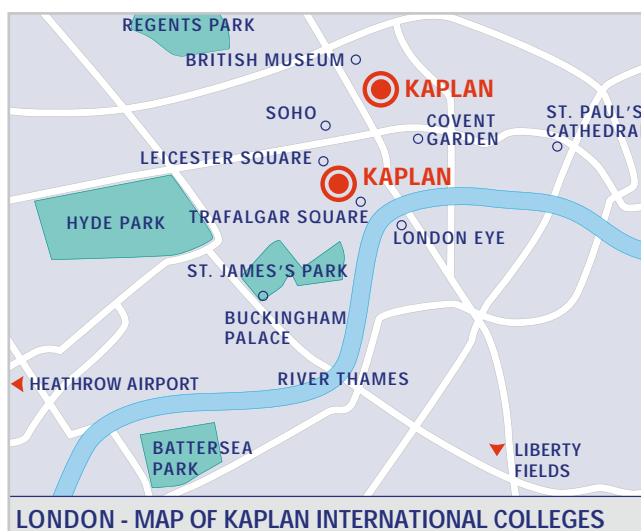 REGENTS PARK
BRITISH MUSEUM
KAPLAN
SOHO
COVENT
GARDEN
ST. PAUL'S
CATHEDRAL
LEICESTER SQUARE
KAPLAN
HYDE PARK
TRAFALGAR SQUARE
LONDON EYE
ST. JAMES'S PARK
BUCKINGHAM
PALACE
HEATHROW AIRPORT
RIVER THAMES
BATTERSEA
PARK
LIBERTY
FIELDS
LONDON - MAP OF KAPLAN INTERNATIONAL COLLEGES